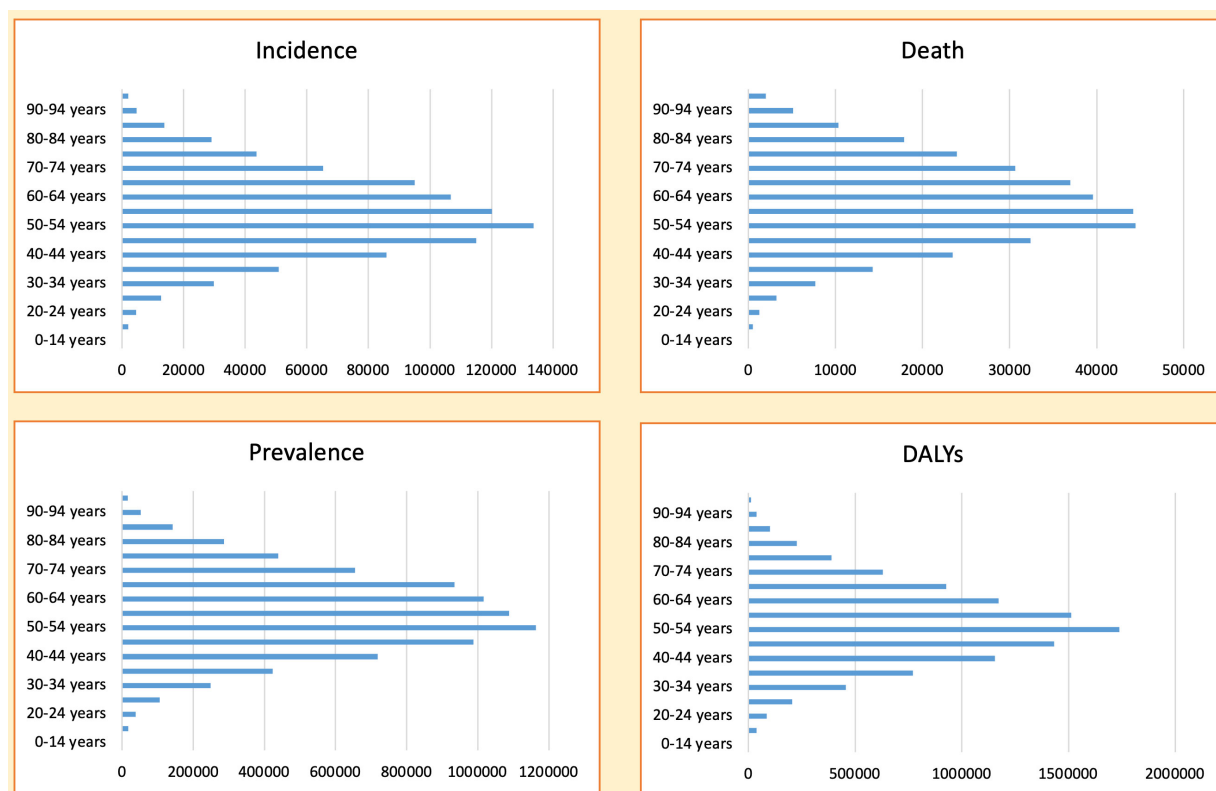 Incidence
90-94 years
80-84 years
70-74 years
60-64 years
50-54 years
40-44 years
30-34 years
20-24 years
0-14 years
0 20000 40000 60000 80000 100000 120000 140000
Death
90-94 years
80-84 years
70-74 years
60-64 years
50-54 years
40-44 years
30-34 years
20-24 years
0-14 years
0 10000 20000 30000 40000 50000
Prevalence
90-94 years
80-84 years
70-74 years
60-64 years
50-54 years
40-44 years
30-34 years
20-24 years
0-14 years
0 200000 400000 600000 800000 1000000 1200000
DALYs
90-94 years
80-84 years
70-74 years
60-64 years
50-54 years
40-44 years
30-34 years
20-24 years
0-14 years
0 500000 1000000 1500000 2000000